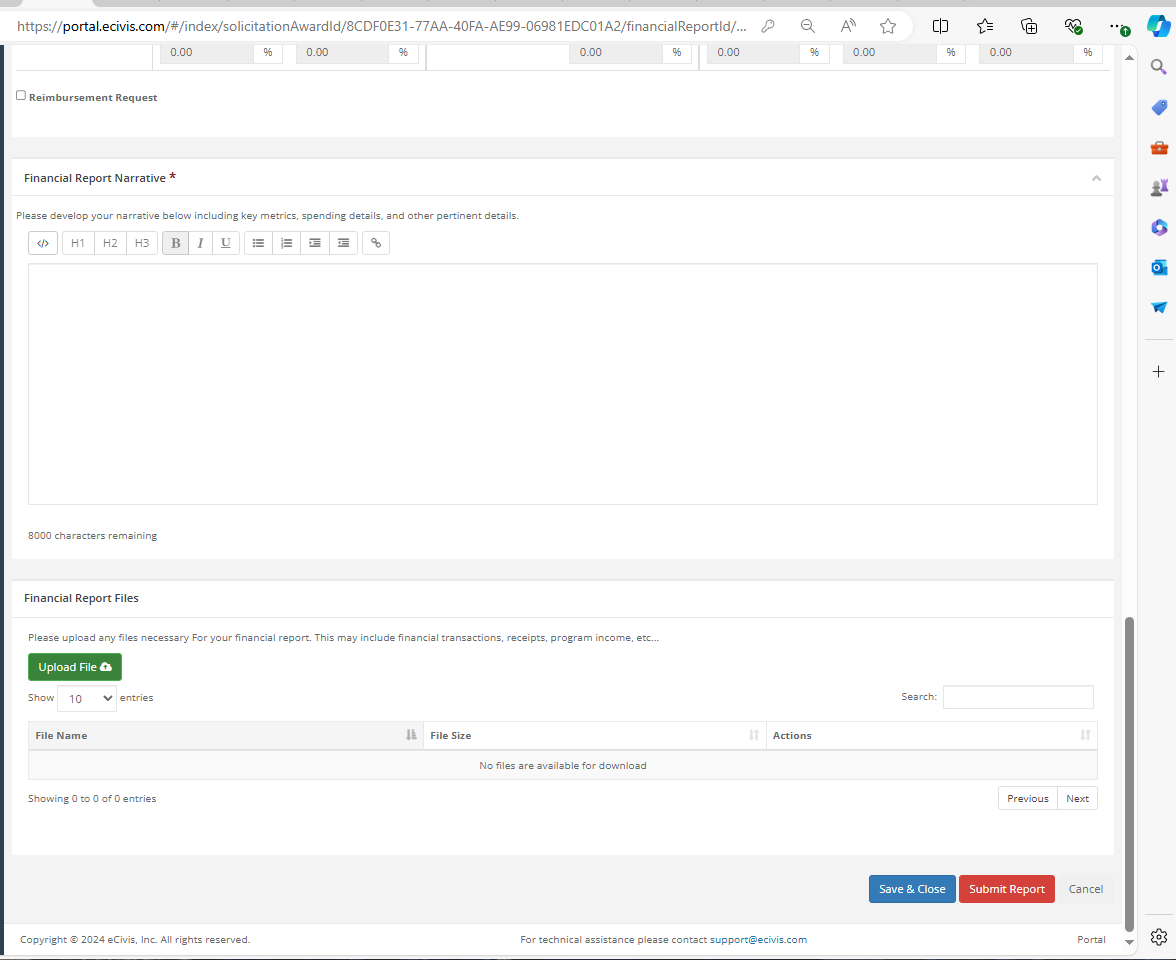 https://portal.ecivis.com/#/index/solicitationAwardId/8CDF0E31-77AA-40FA-AE99-06981EDC01A2/financialReportId/...
0.00 % 0.00 % 0.00 % 0.00 % 0.00 % 0.00 %
Reimbursement Request
Financial Report Narrative *
Please develop your narrative below including key metrics, spending details, and other pertinent details.
</> H1 H2 H3 B I U
8000 characters remaining
Financial Report Files
Please upload any files necessary For your financial report. This may include financial transactions, receipts, program income, etc...
Upload File
Show 10 entries Search:
File Name File Size Actions
No files are available for download
Showing 0 to 0 of 0 entries Previous Next
Save & Close Submit Report Cancel
Copyright © 2024 eCivis, Inc. All rights reserved. For technical assistance please contact support@ecivis.com Portal